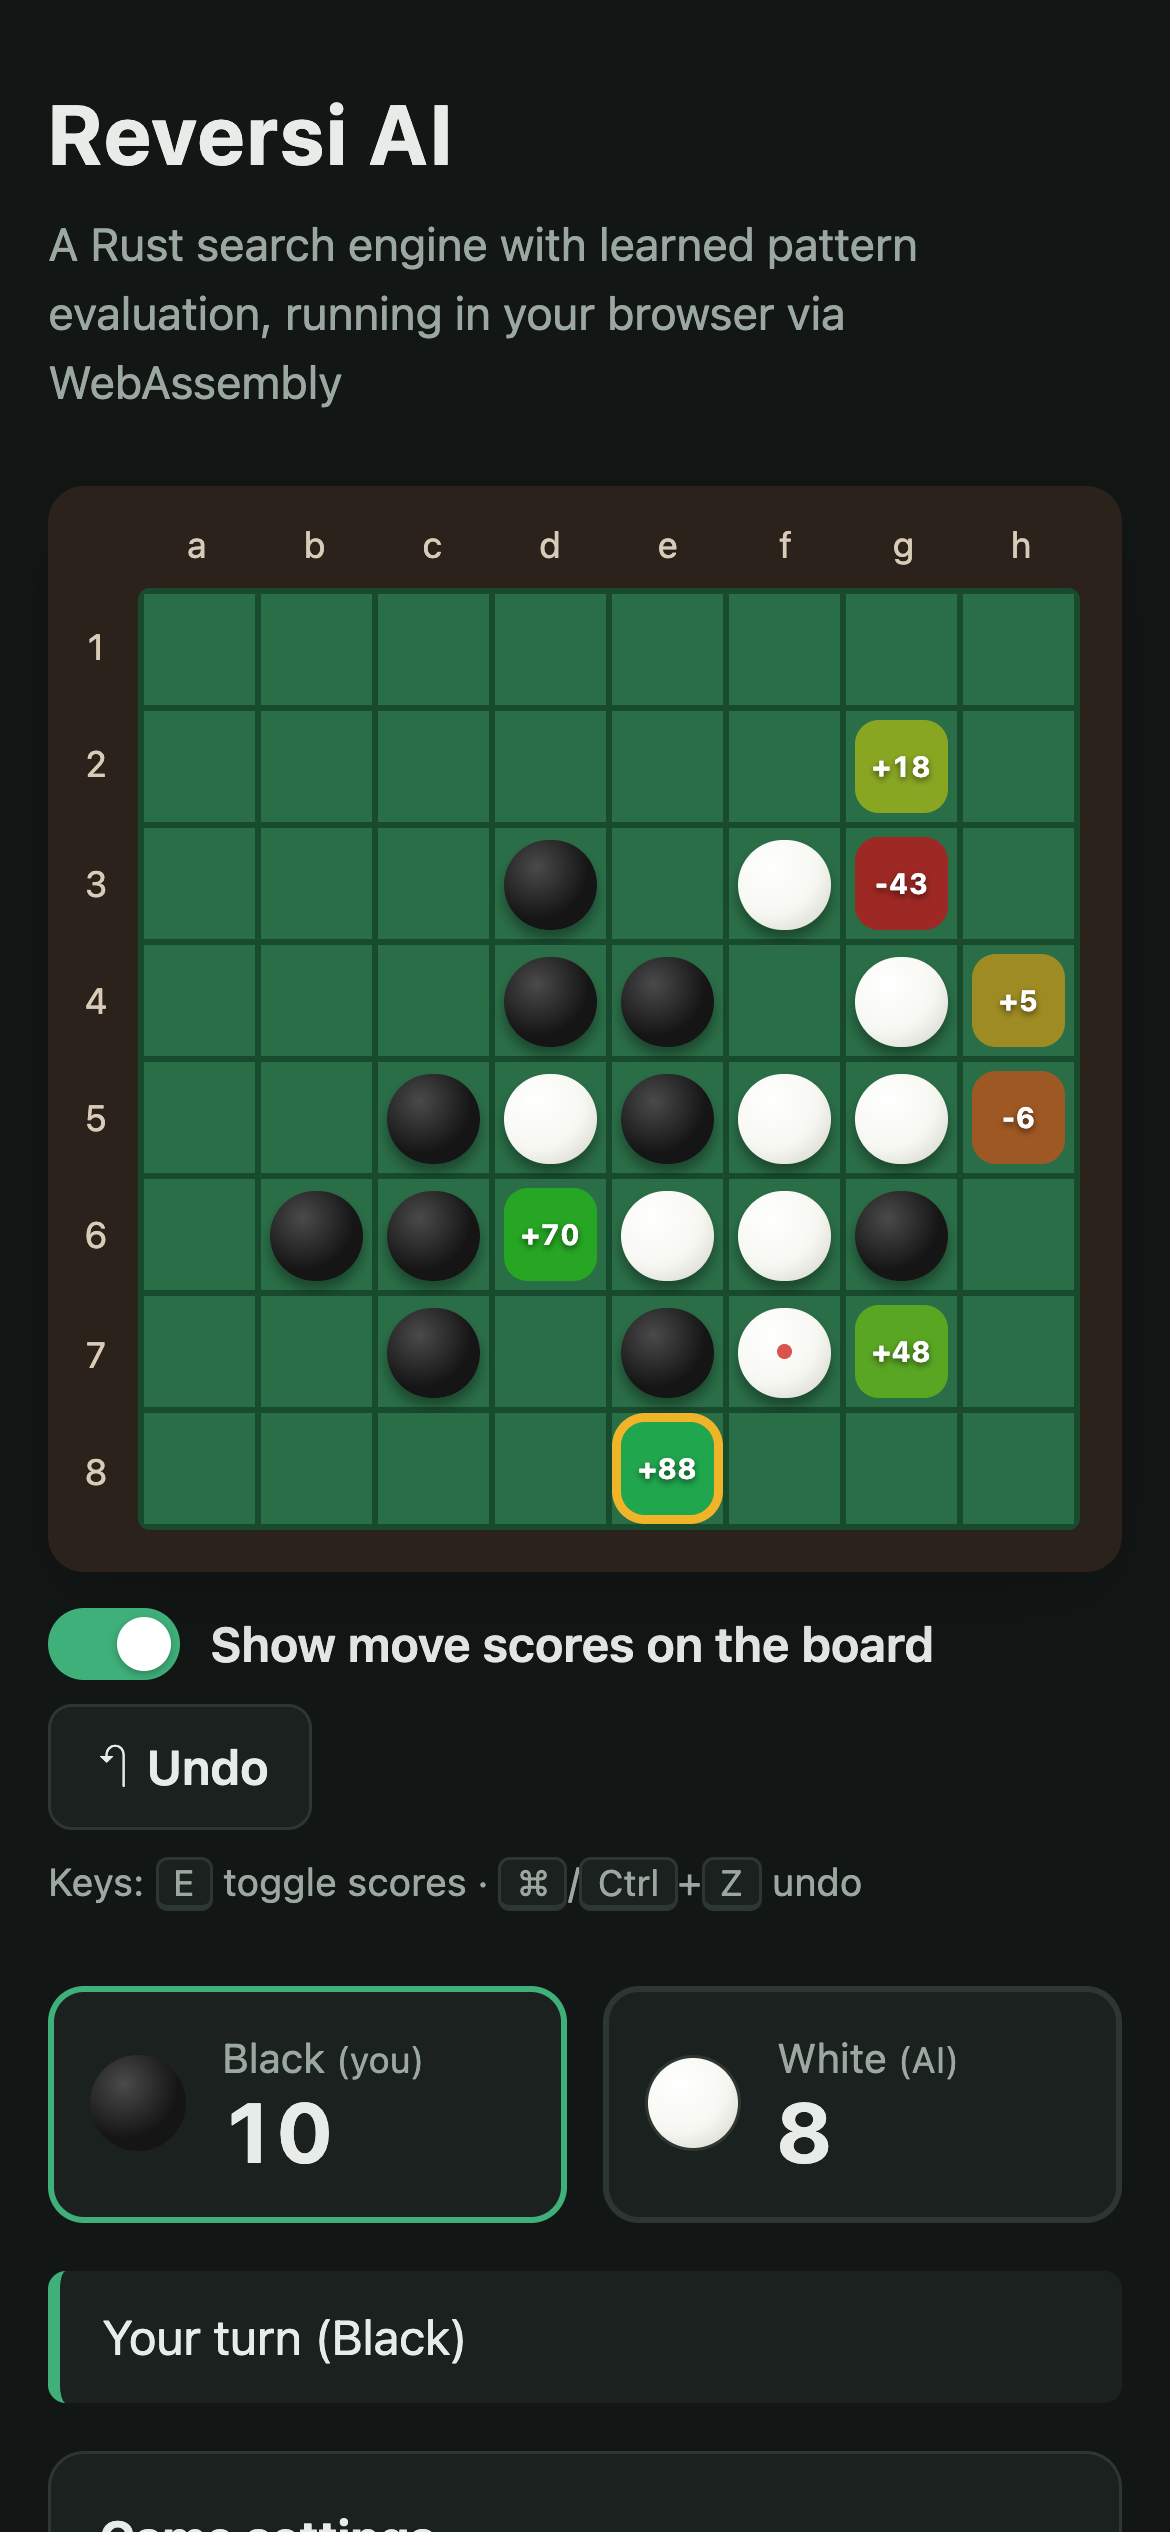 Reversi AI
A Rust search engine with learned pattern
evaluation, running in your browser via
WebAssembly
a b c d e f g h
1
2 +18
3 -43
4 +5
5 -6
6 +70
7 +48
8 +88
Show move scores on the board
Undo
Keys: E toggle scores · ⌘/Ctrl+Z undo
Black (you)
10
White (AI)
8
Your turn (Black)
Game settings